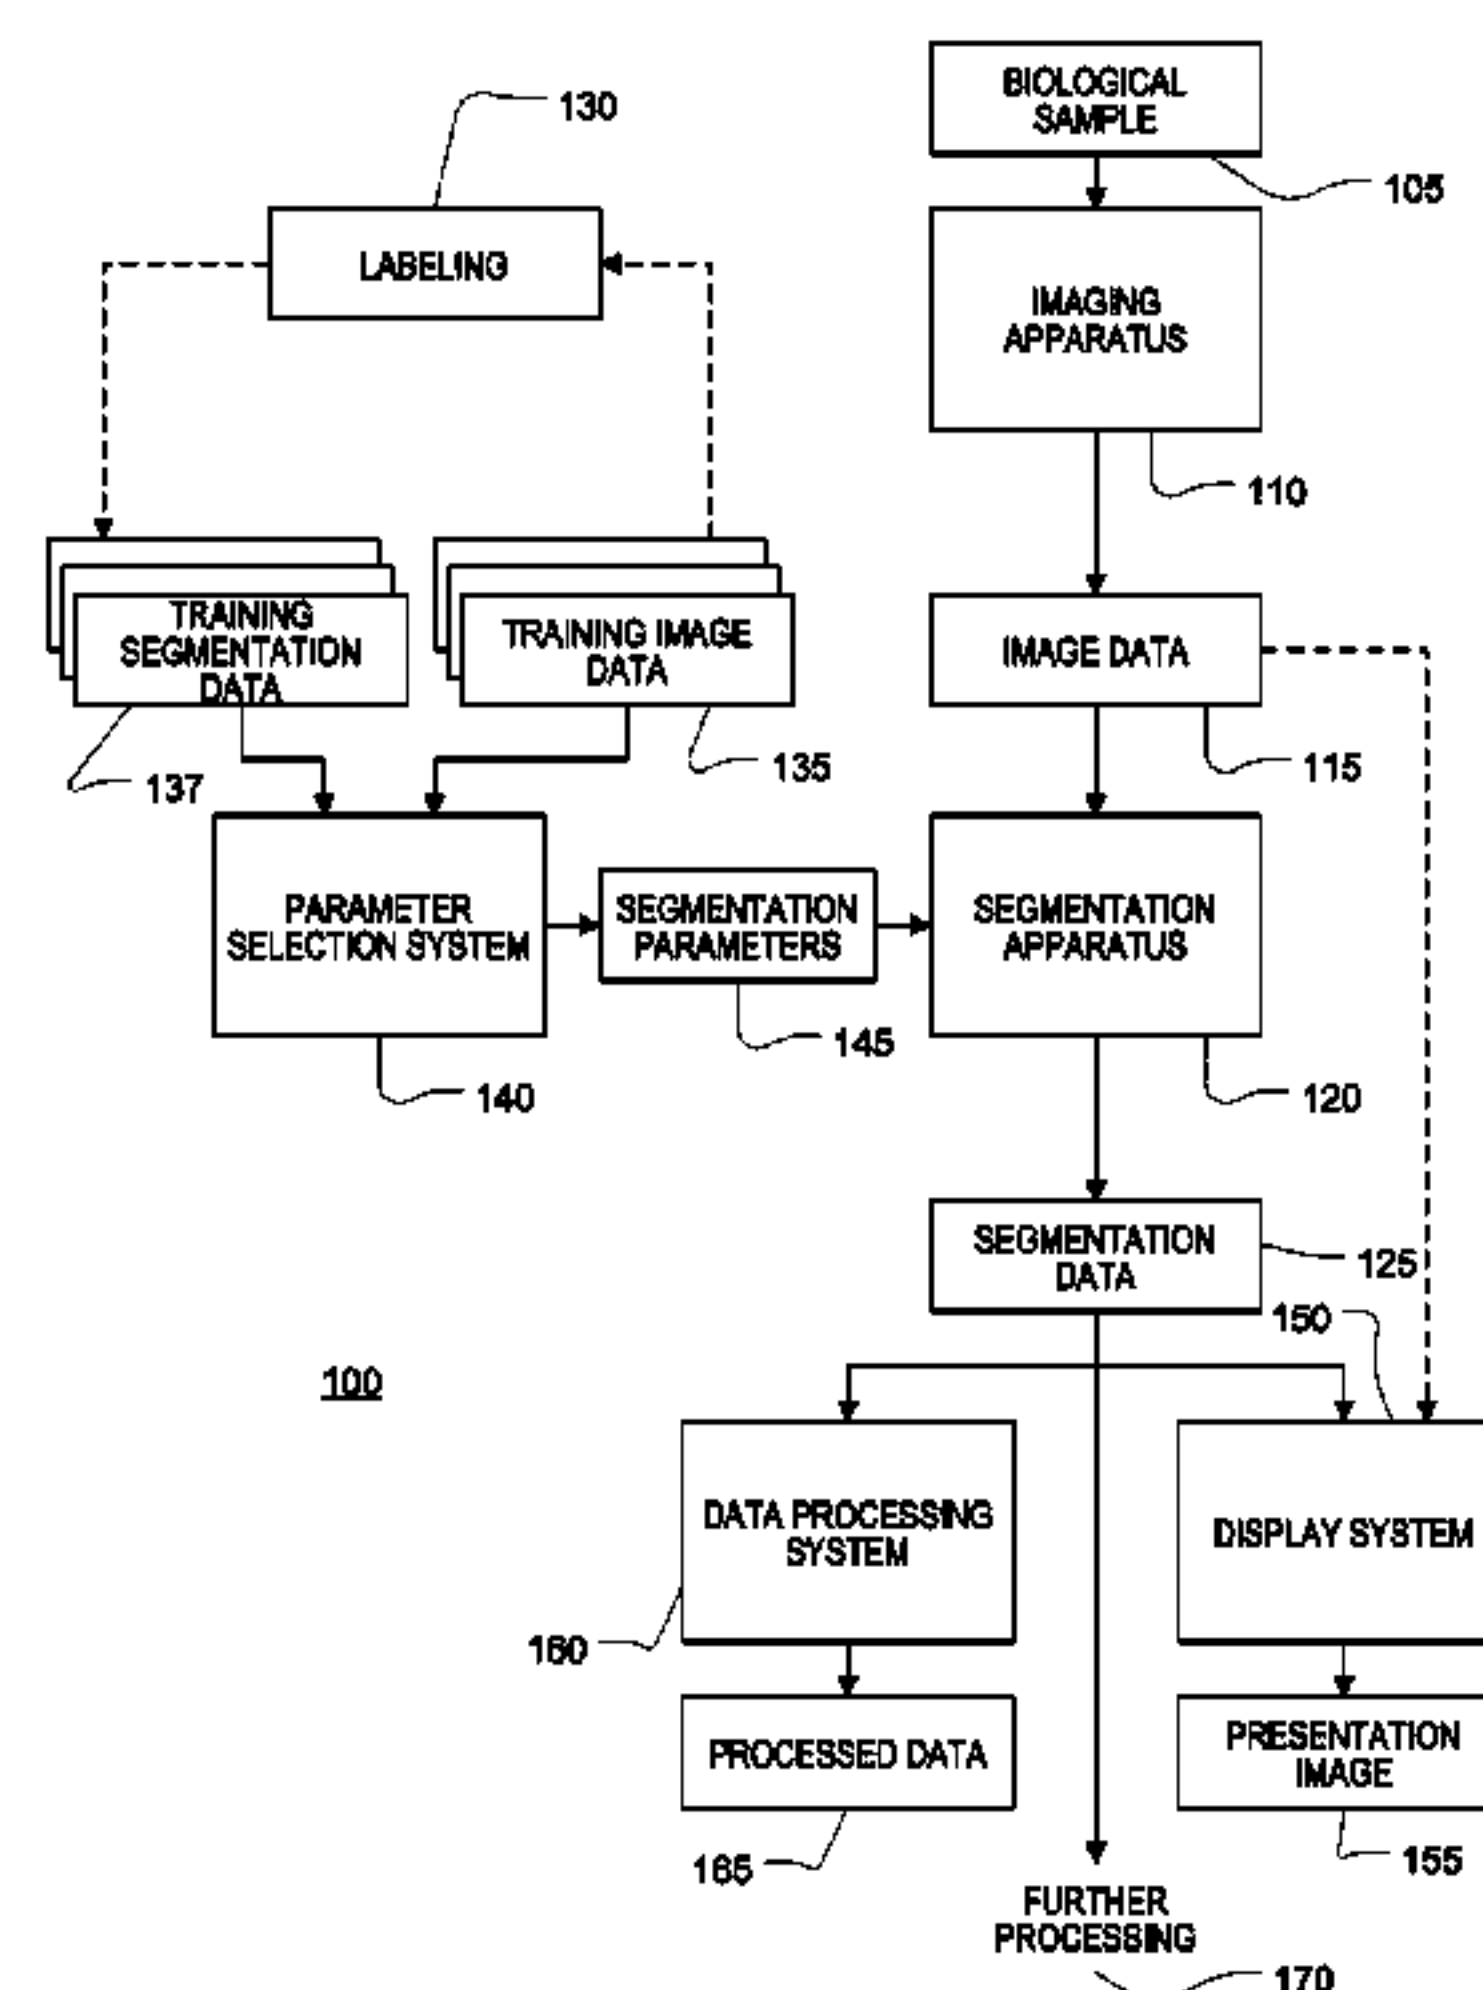 BIOLOGICAL
SAMPLE
105
130
LABELING
IMAGING
APPARATUS
110
TRAINING
SEGMENTATION
DATA
137
TRAINING IMAGE
DATA
135
IMAGE DATA
115
PARAMETER
SELECTION SYSTEM
140
SEGMENTATION
PARAMETERS
145
SEGMENTATION
APPARATUS
120
SEGMENTATION
DATA
125
150
100
DATA PROCESSING
SYSTEM
160
DISPLAY SYSTEM
PROCESSED DATA
165
PRESENTATION
IMAGE
155
FURTHER
PROCESSING
170